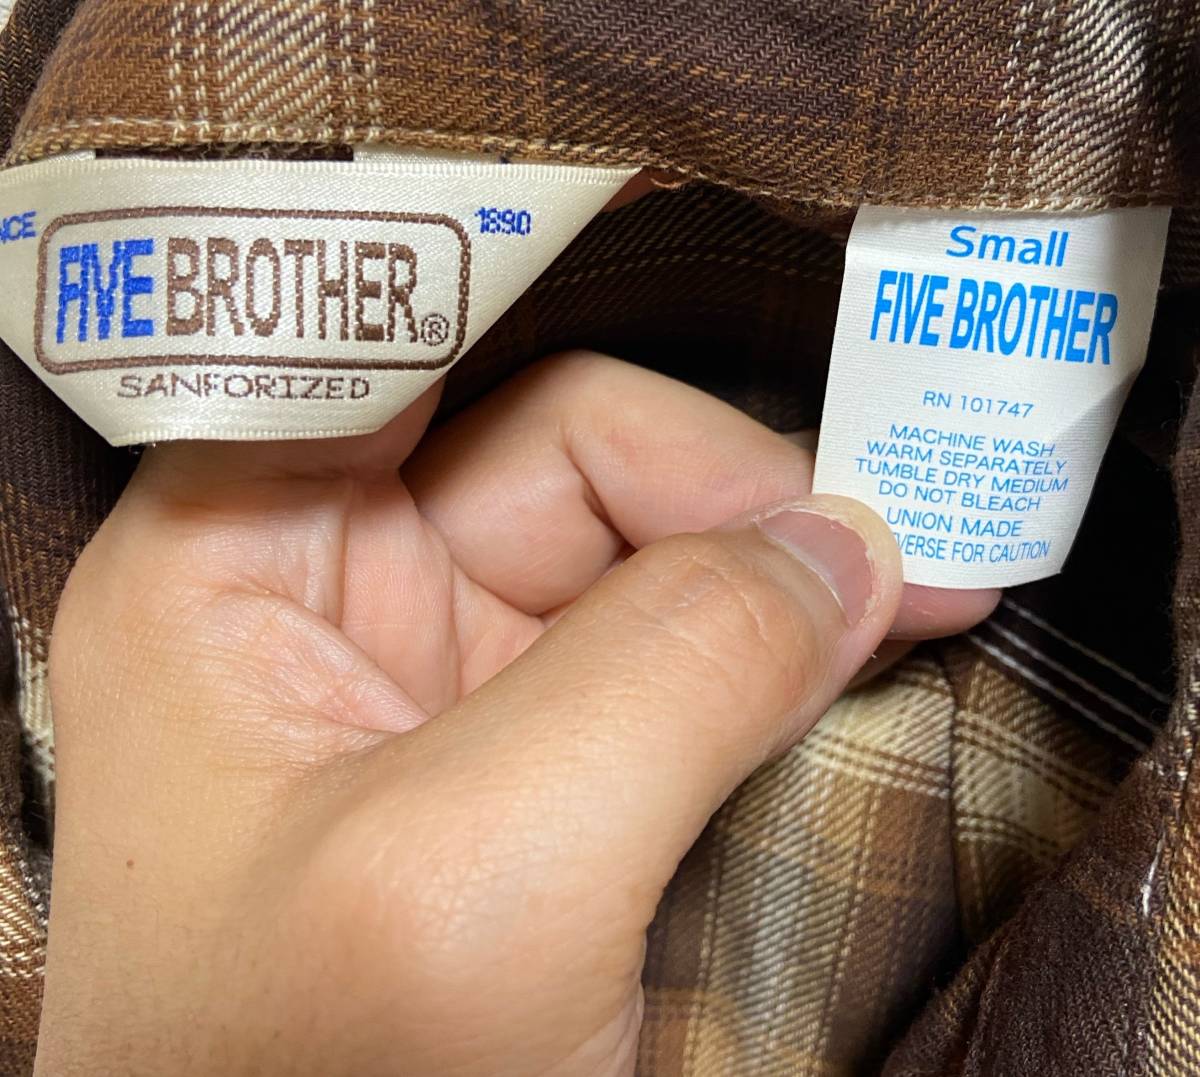 1890
FIVE BROTHER®
SANFORIZED
Small
FIVE BROTHER
RN 101747
MACHINE WASH
WARM SEPARATELY
TUMBLE DRY MEDIUM
DO NOT BLEACH
UNION MADE
FOR CAUTION